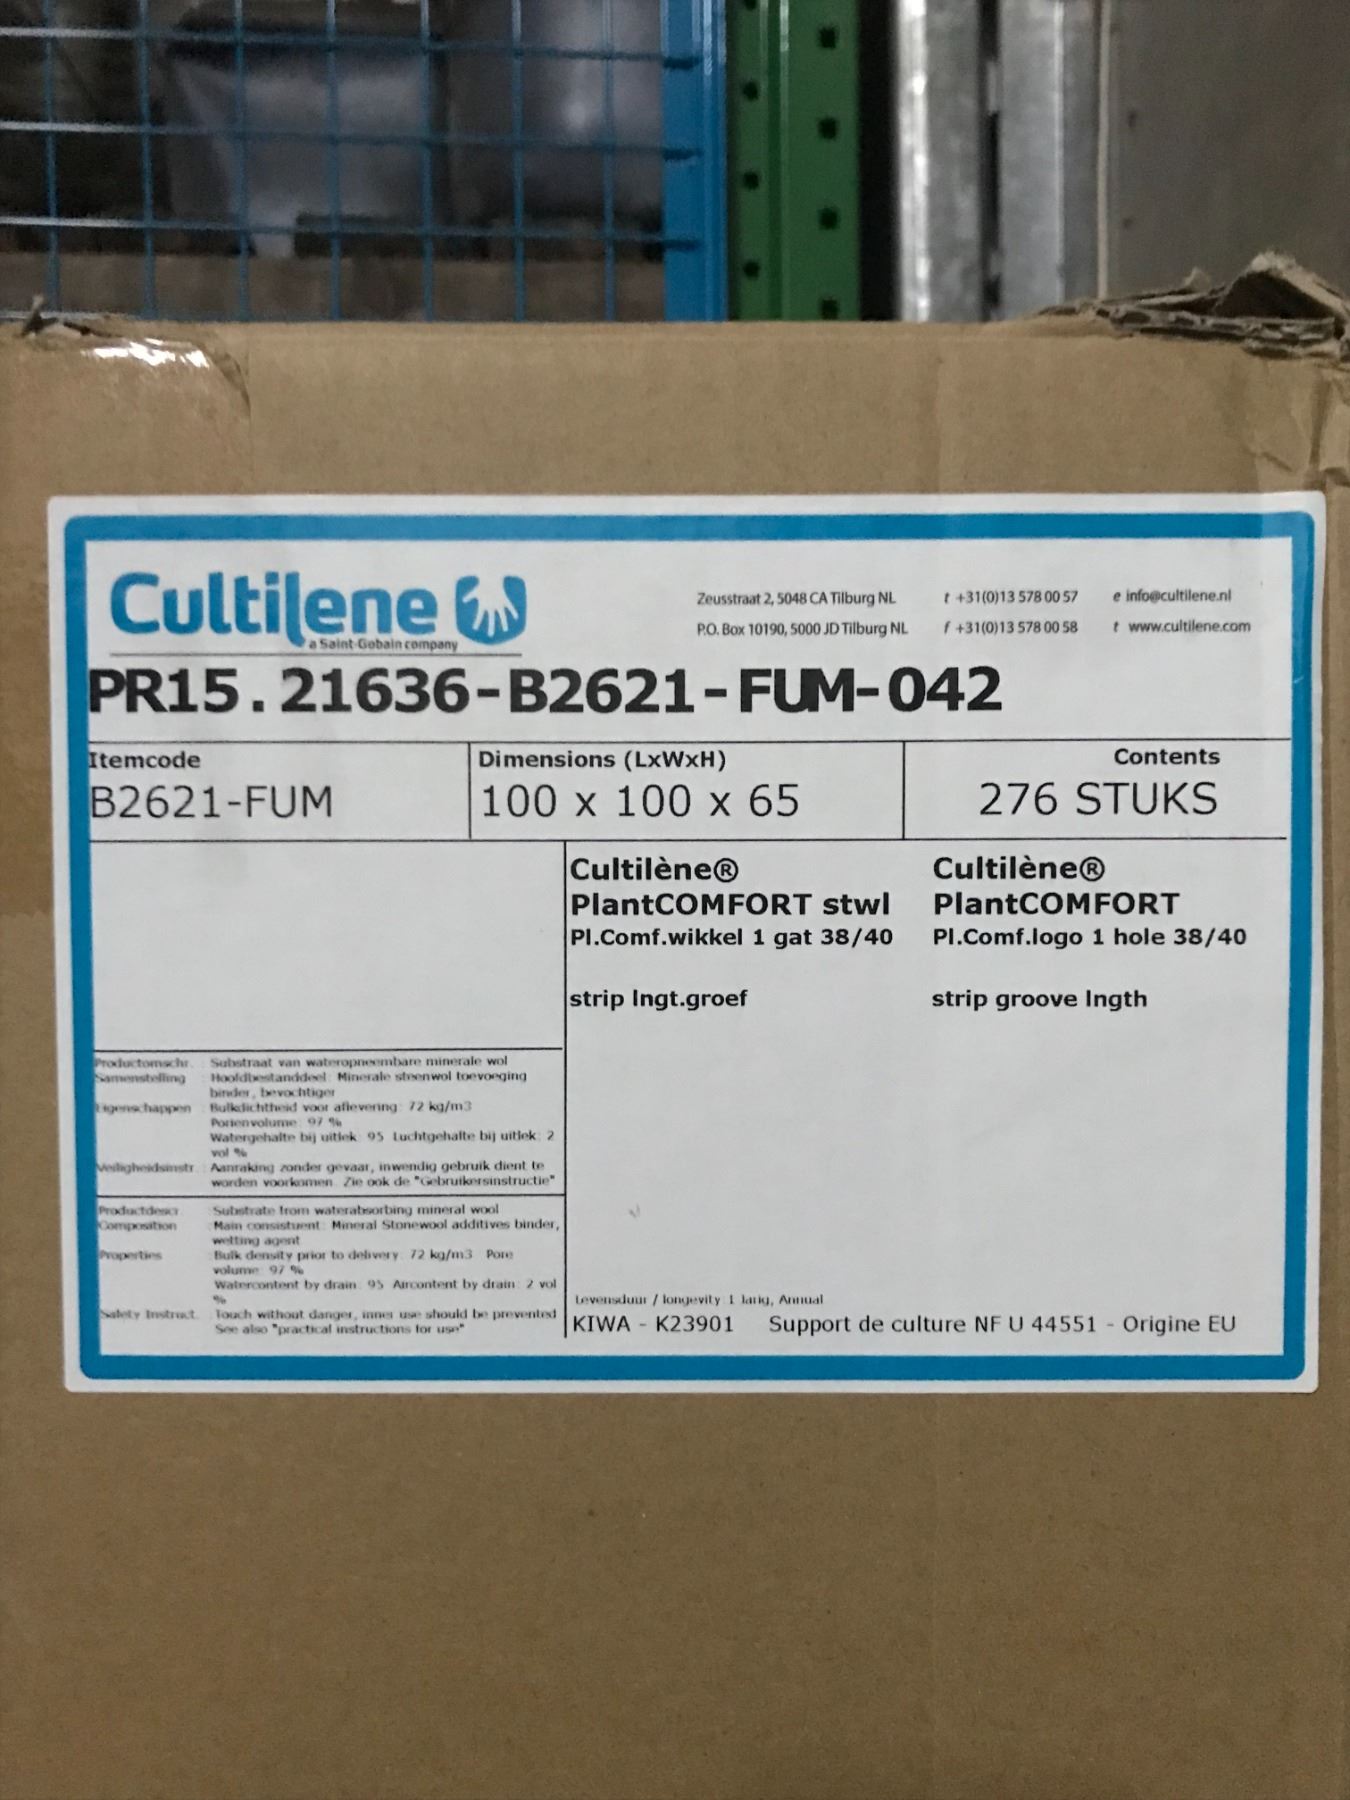 Cultilene
a Saint-Gobain company
Zeusstraat 2, 5048 CA Tilburg NL t +31(0)13 578 00 57 e info@cultilene.nl
P.O. Box 10190, 5000 JD Tilburg NL f +31(0)13 578 00 58 t www.cultilene.com
PR15.21636-B2621-FUM-042
Itemcode
B2621-FUM
Dimensions (LxWxH)
100 x 100 x 65
Contents
276 STUKS
Cultilène®
PlantCOMFORT stwl
Pl.Comf.wikkel 1 gat 38/40
strip lngt.groef
Cultilène®
PlantCOMFORT
Pl.Comf.logo 1 hole 38/40
strip groove lngth
Productomschr. : Substraat van wateropneembare minerale wol
Samenstelling : Hoofdbestanddeel: Minerale steenwol toevoeging
binder, bevochtiger
Eigenschappen : Bulkdichtheid voor aflevering: 72 kg/m3
Porienvolume: 97 %
Watergehalte bij uitlek: 95 Luchtgehalte bij uitlek: 2
vol %
Veiligheidsinstr. : Aanraking zonder gevaar, inwendig gebruik dient te
worden voorkomen. Zie ook de "Gebruikersinstructie"
Productdescr : Substrate from waterabsorbing mineral wool
Composition : Main consistuent: Mineral Stonewool additives binder,
wetting agent
Properties : Bulk density prior to delivery: 72 kg/m3 Pore
volume: 97 %
Watercontent by drain: 95 Aircontent by drain: 2 vol
%
Safety Instruct. : Touch without danger, inner use should be prevented
See also "practical instructions for use"
Levensduur / longevity: 1 Jarig, Annual
KIWA - K23901 Support de culture NF U 44551 - Origine EU